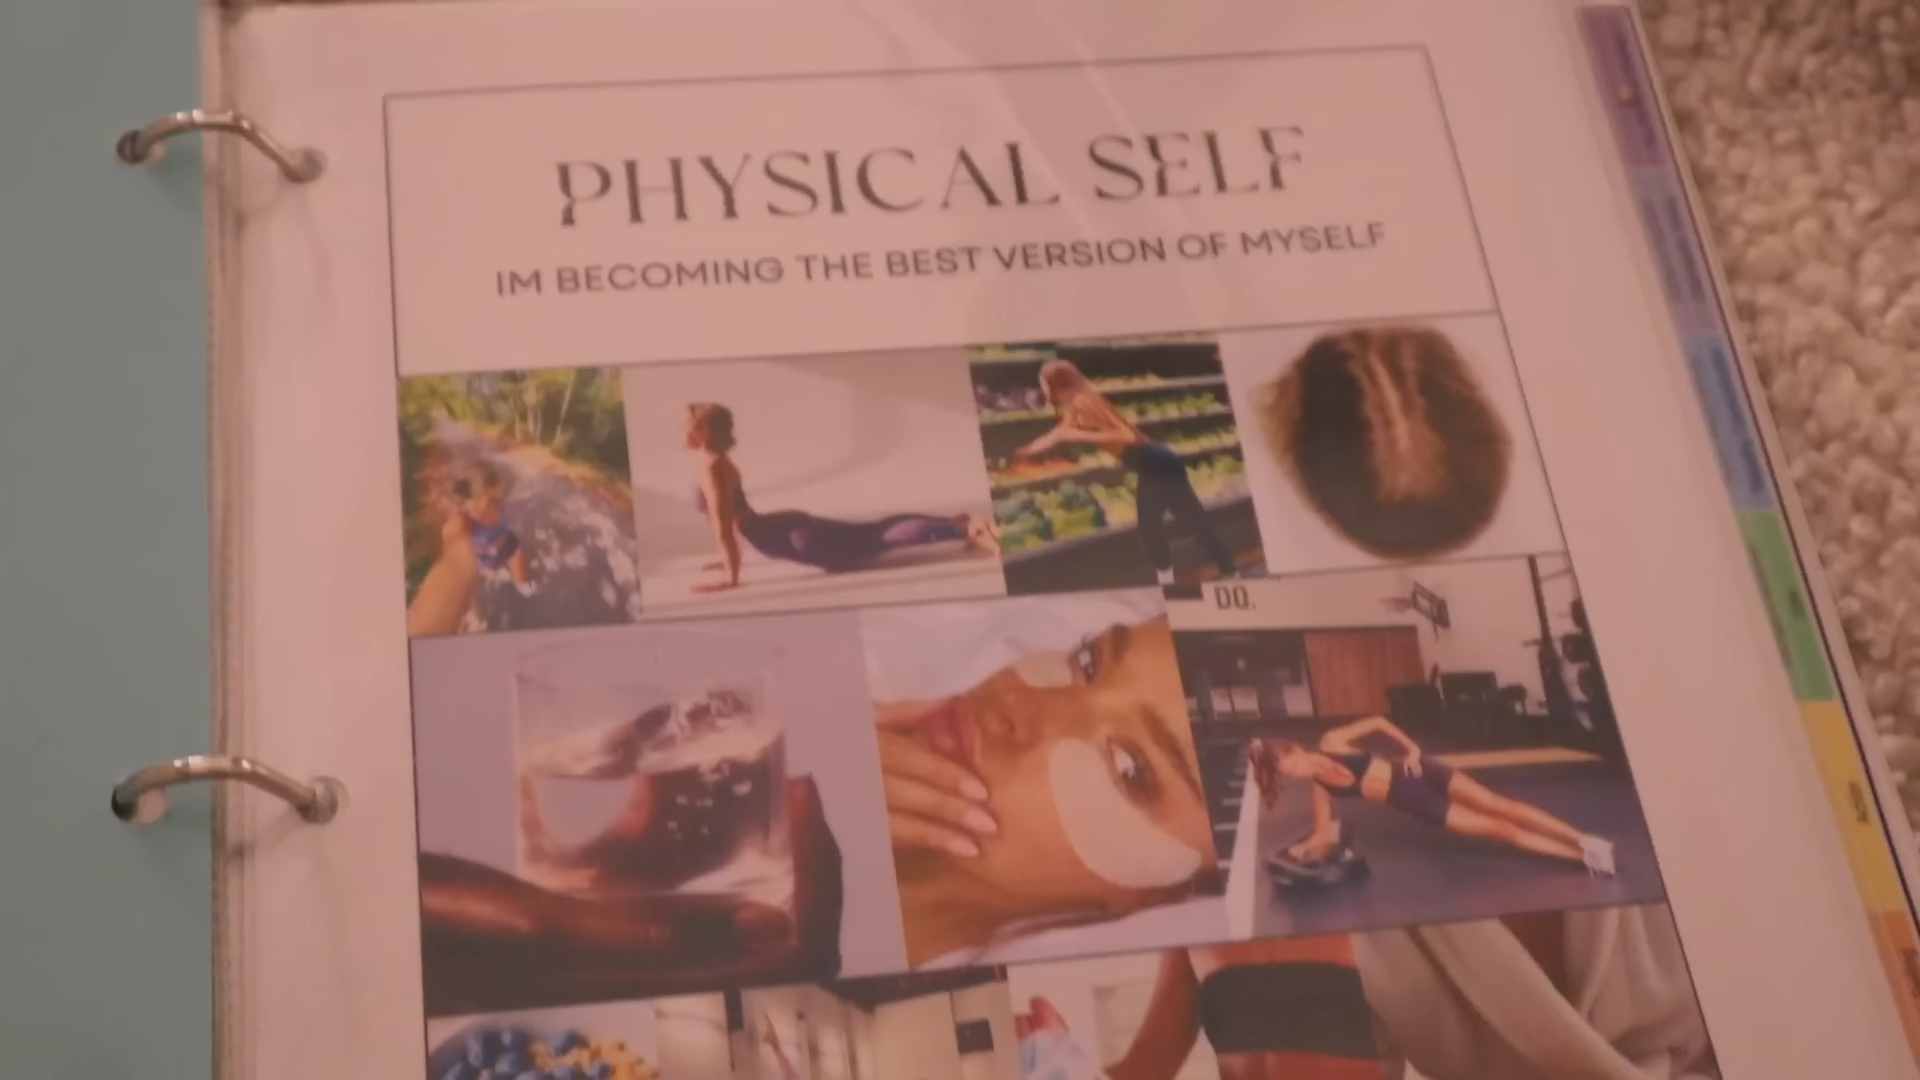 PHYSICAL SELF
IM BECOMING THE BEST VERSION OF MYSELF
DO.